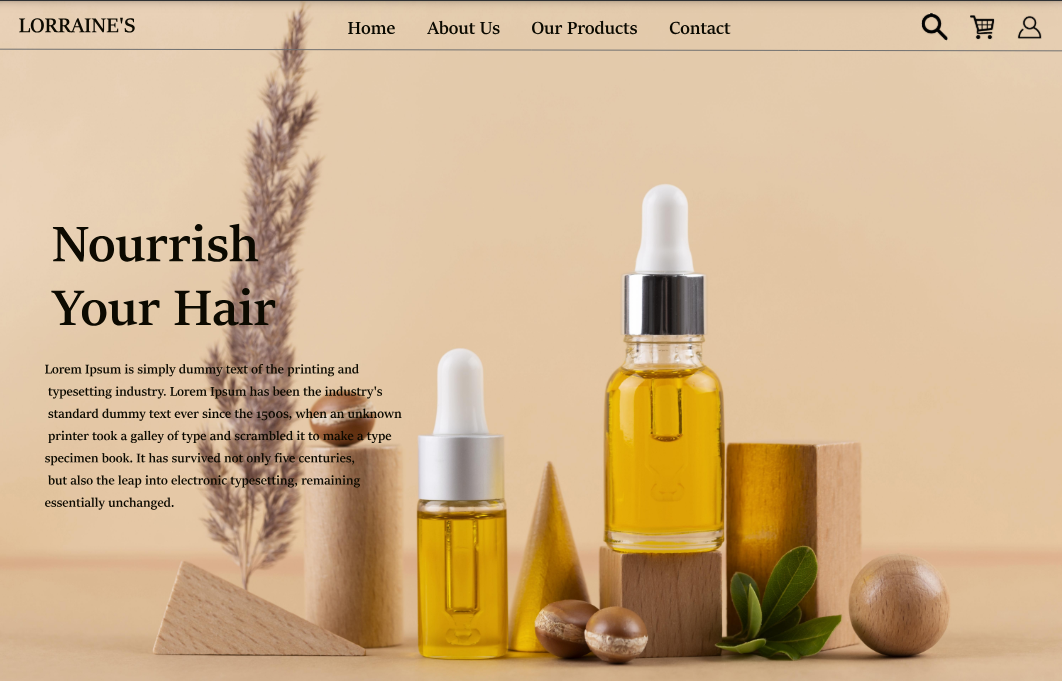 LORRAINE'S
Home About Us Our Products Contact
Nourrish
Your Hair
Lorem Ipsum is simply dummy text of the printing and
typesetting industry. Lorem Ipsum has been the industry's
standard dummy text ever since the 1500s, when an unknown
printer took a galley of type and scrambled it to make a type
specimen book. It has survived not only five centuries,
but also the leap into electronic typesetting, remaining
essentially unchanged.